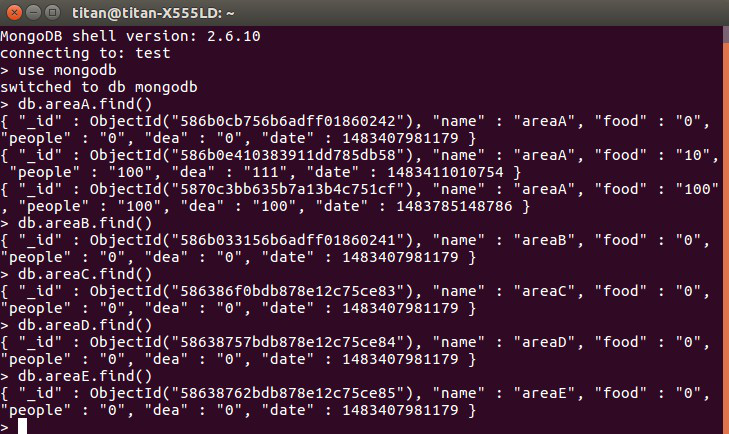 titan@titan-X555LD: ~
MongoDB shell version: 2.6.10
connecting to: test
> use mongodb
switched to db mongodb
> db.areaA.find()
{ "_id" : ObjectId("586b0cb756b6adff01860242"), "name" : "areaA", "food" : "0",
"people" : "0", "dea" : "0", "date" : 1483407981179 }
{ "_id" : ObjectId("586b0e410383911dd785db58"), "name" : "areaA", "food" : "10",
 "people" : "100", "dea" : "111", "date" : 1483411010754 }
{ "_id" : ObjectId("5870c3bb635b7a13b4c751cf"), "name" : "areaA", "food" : "100"
, "people" : "100", "dea" : "100", "date" : 1483785148786 }
> db.areaB.find()
{ "_id" : ObjectId("586b033156b6adff01860241"), "name" : "areaB", "food" : "0",
"people" : "0", "dea" : "0", "date" : 1483407981179 }
> db.areaC.find()
{ "_id" : ObjectId("586386f0bdb878e12c75ce83"), "name" : "areaC", "food" : "0",
"people" : "0", "dea" : "0", "date" : 1483407981179 }
> db.areaD.find()
{ "_id" : ObjectId("58638757bdb878e12c75ce84"), "name" : "areaD", "food" : "0",
"people" : "0", "dea" : "0", "date" : 1483407981179 }
> db.areaE.find()
{ "_id" : ObjectId("58638762bdb878e12c75ce85"), "name" : "areaE", "food" : "0",
"people" : "0", "dea" : "0", "date" : 1483407981179 }
>